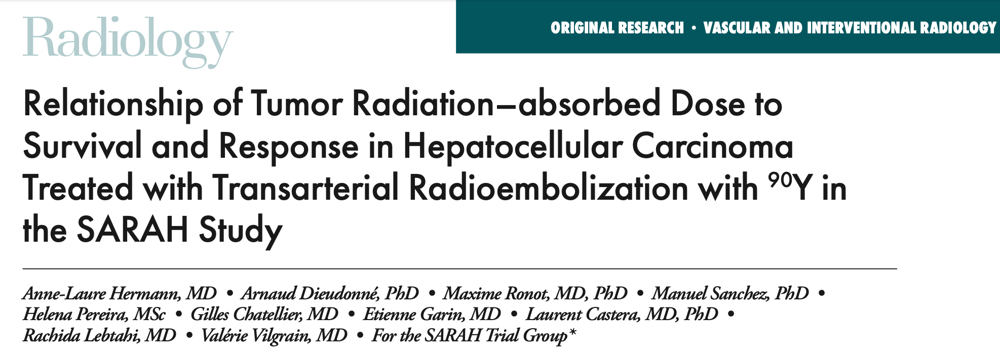 Radiology
ORIGINAL RESEARCH • VASCULAR AND INTERVENTIONAL RADIOLOGY
Relationship of Tumor Radiation–absorbed Dose to
Survival and Response in Hepatocellular Carcinoma
Treated with Transarterial Radioembolization with ⁹⁰Y in
the SARAH Study
Anne-Laure Hermann, MD • Arnaud Dieudonné, PhD • Maxime Ronot, MD, PhD • Manuel Sanchez, PhD •
Helena Pereira, MSc • Gilles Chatellier, MD • Etienne Garin, MD • Laurent Castera, MD, PhD •
Rachida Lebtahi, MD • Valérie Vilgrain, MD • For the SARAH Trial Group*